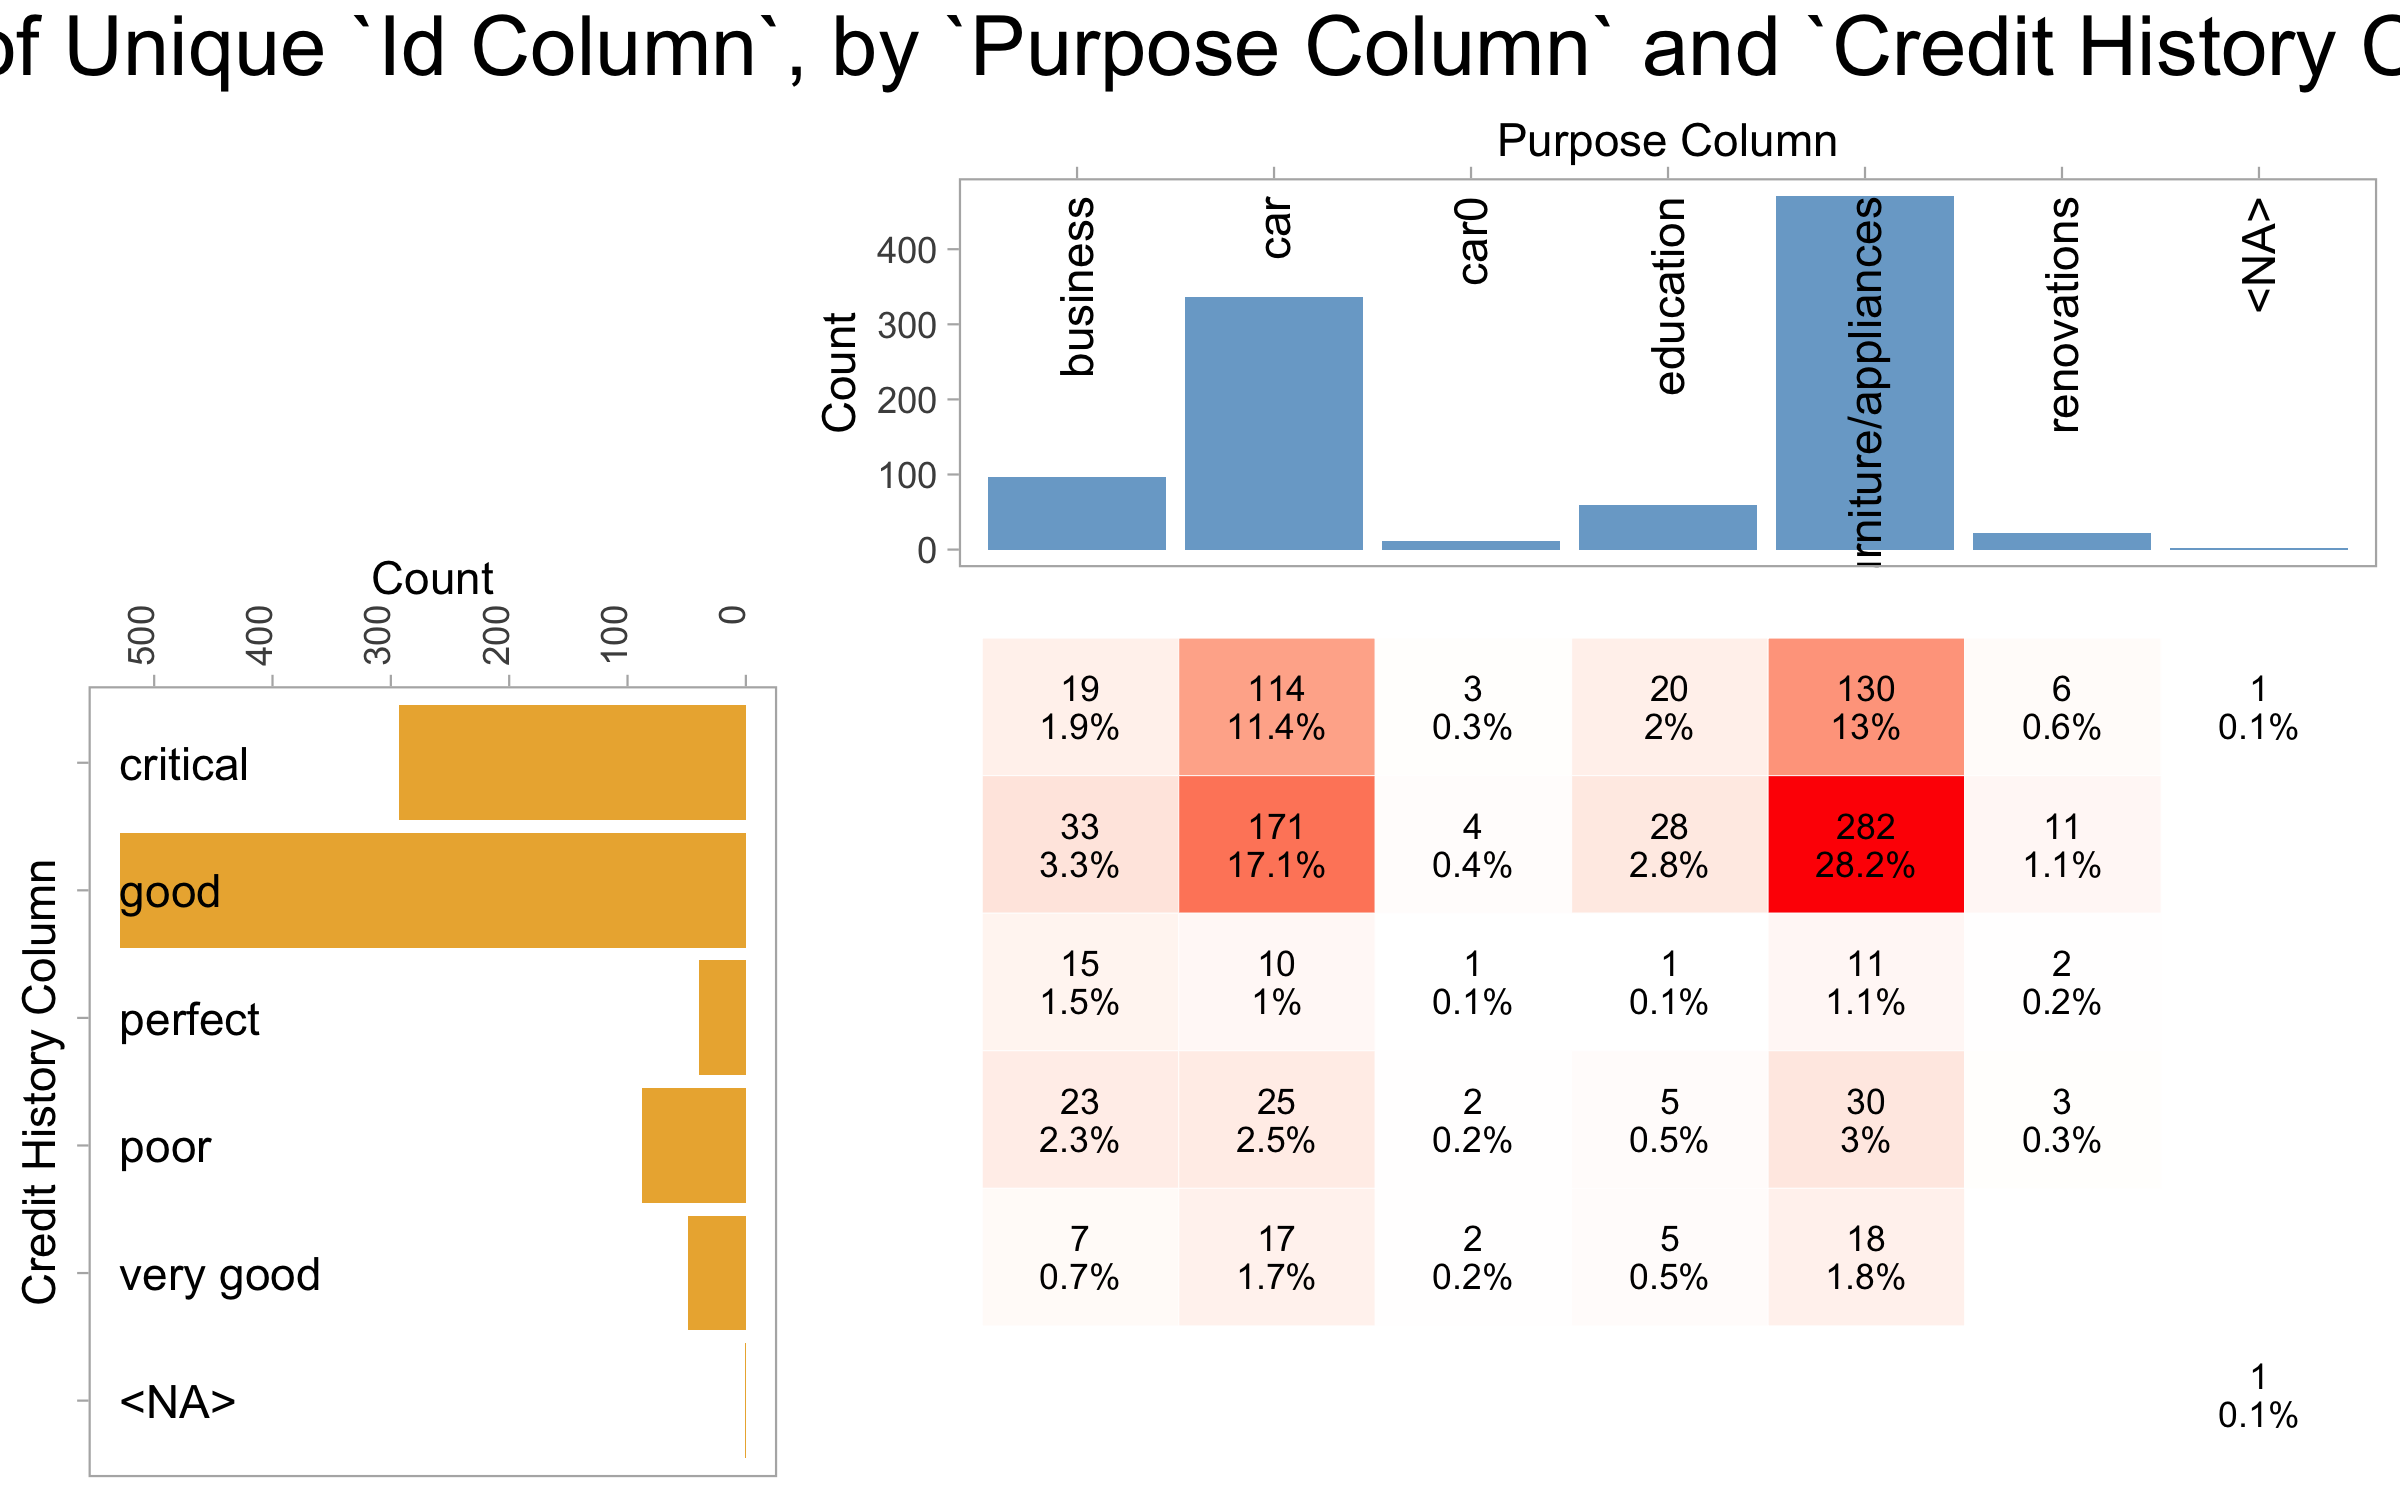 of Unique `Id Column`, by `Purpose Column` and `Credit History C
Purpose Column
Count
400
300
200
100
0
business
car
car0
education
urniture/appliances
renovations
<NA>
Count
500
400
300
200
100
0
Credit History Column
critical
good
perfect
poor
very good
<NA>
19 114 3 20 130 6 1
1.9% 11.4% 0.3% 2% 13% 0.6% 0.1%
33 171 4 28 282 11
3.3% 17.1% 0.4% 2.8% 28.2% 1.1%
15 10 1 1 11 2
1.5% 1% 0.1% 0.1% 1.1% 0.2%
23 25 2 5 30 3
2.3% 2.5% 0.2% 0.5% 3% 0.3%
7 17 2 5 18
0.7% 1.7% 0.2% 0.5% 1.8%
1
0.1%